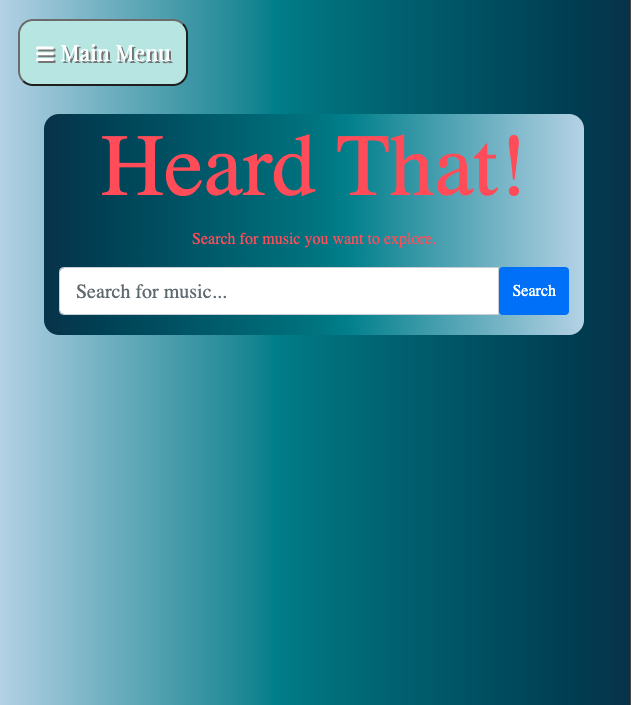 Main Menu
Heard That!
Search for music you want to explore.
Search for music...
Search